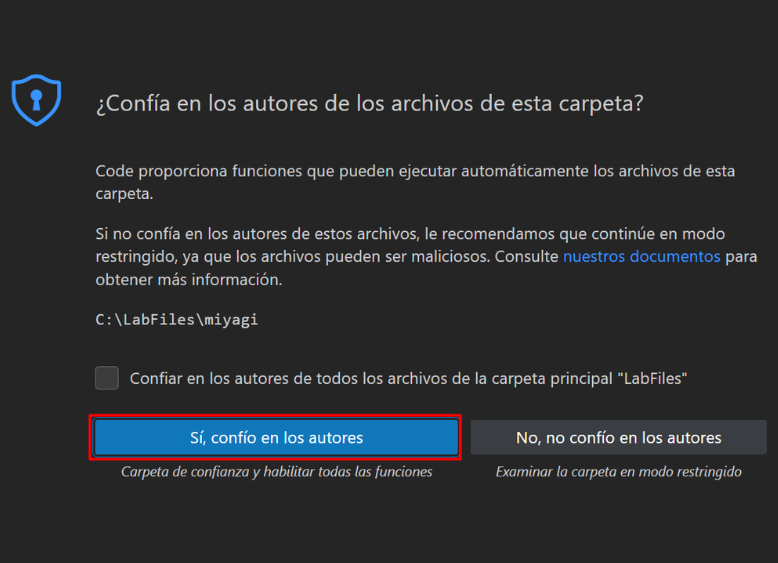 ¿Confía en los autores de los archivos de esta carpeta?
Code proporciona funciones que pueden ejecutar automáticamente los archivos de esta
carpeta.
Si no confía en los autores de estos archivos, le recomendamos que continúe en modo
restringido, ya que los archivos pueden ser maliciosos. Consulte nuestros documentos para
obtener más información.
C:\LabFiles\miyagi
Confiar en los autores de todos los archivos de la carpeta principal "LabFiles"
Sí, confío en los autores
No, no confío en los autores
Carpeta de confianza y habilitar todas las funciones
Examinar la carpeta en modo restringido